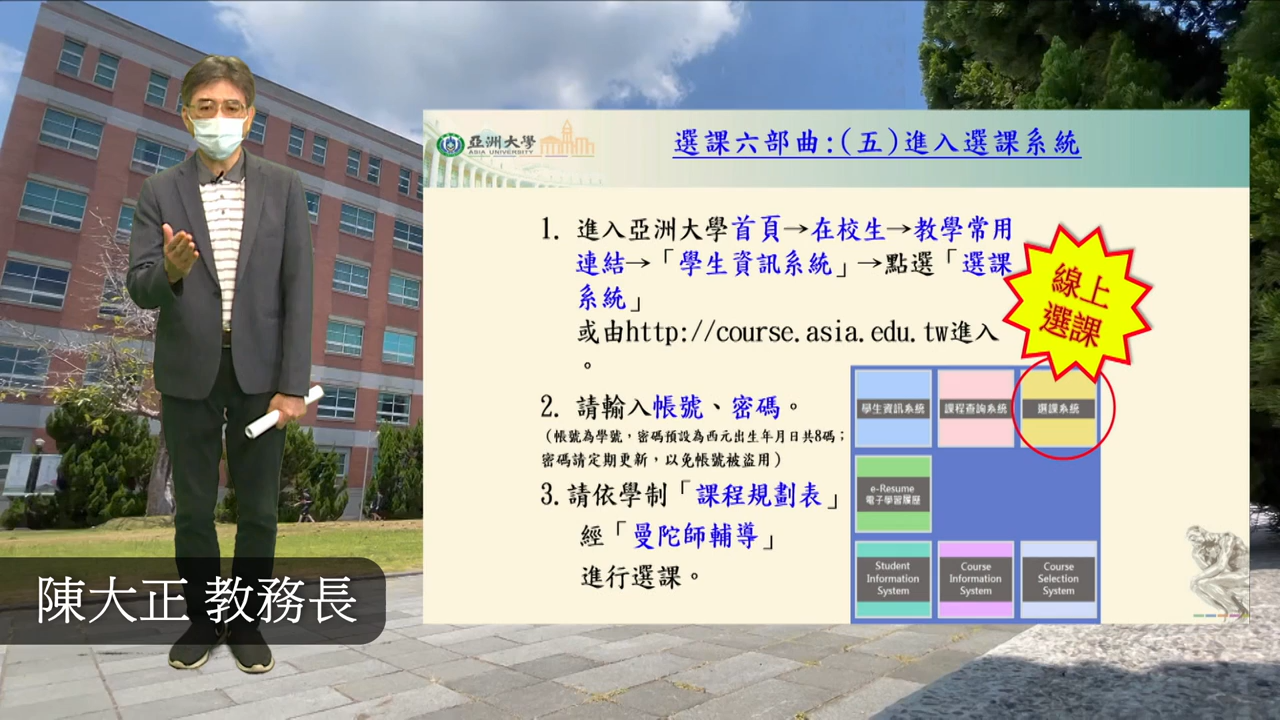 亞洲大學
ASIA UNIVERSITY
選課六部曲:(五)進入選課系統
1. 進入亞洲大學首頁→在校生→教學常用
連結→「學生資訊系統」→點選「選課
系統」
或由http://course.asia.edu.tw進入
。
線上
選課
2. 請輸入帳號、密碼。
(帳號為學號，密碼預設為西元出生年月日共8碼；
密碼請定期更新，以免帳號被盜用)
3.請依學制「課程規劃表」
經「曼陀師輔導」
進行選課。
學生資訊系統
課程查詢系統
選課系統
e-Resume
電子學習履歷
Student
Information
System
Course
Information
System
Course
Selection
System
陳大正 教務長